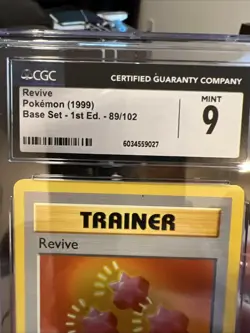 CGC
CERTIFIED GUARANTY COMPANY
Revive
Pokémon (1999)
Base Set - 1st Ed. - 89/102
6034559027
MINT
9
TRAINER
Revive